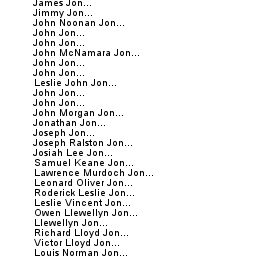 James Jon...
Jimmy Jon...
John Noonan Jon...
John Jon...
John Jon...
John McNamara Jon...
John Jon...
John Jon...
Leslie John Jon...
John Jon...
John Jon...
John Morgan Jon...
Jonathan Jon...
Joseph Jon...
Joseph Ralston Jon...
Josiah Lee Jon...
Samuel Keane Jon...
Lawrence Murdoch Jon...
Leonard Oliver Jon...
Roderick Leslie Jon...
Leslie Vincent Jon...
Owen Llewellyn Jon...
Llewellyn Jon...
Richard Lloyd Jon...
Victor Lloyd Jon...
Louis Norman Jon...